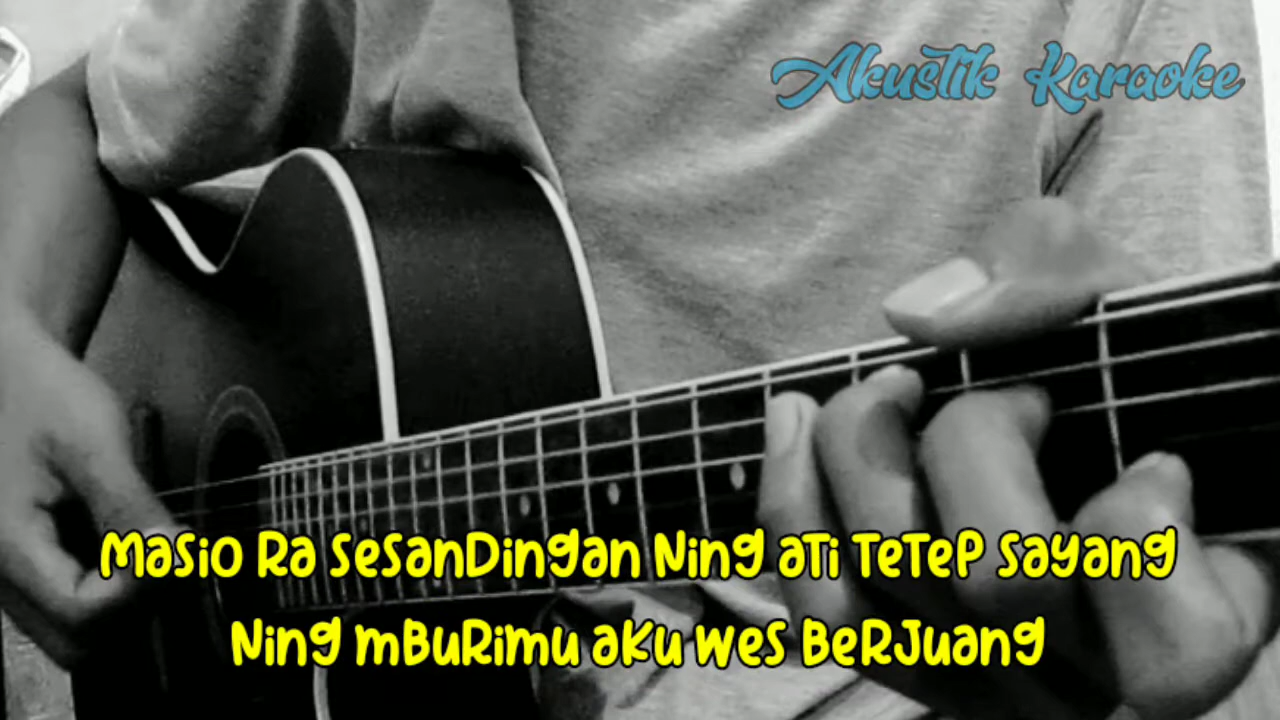 Akustik Karaoke
Masio Ra Sesandingan Ning ati Tetep Sayang
Ning mburimu aku wes Berjuang